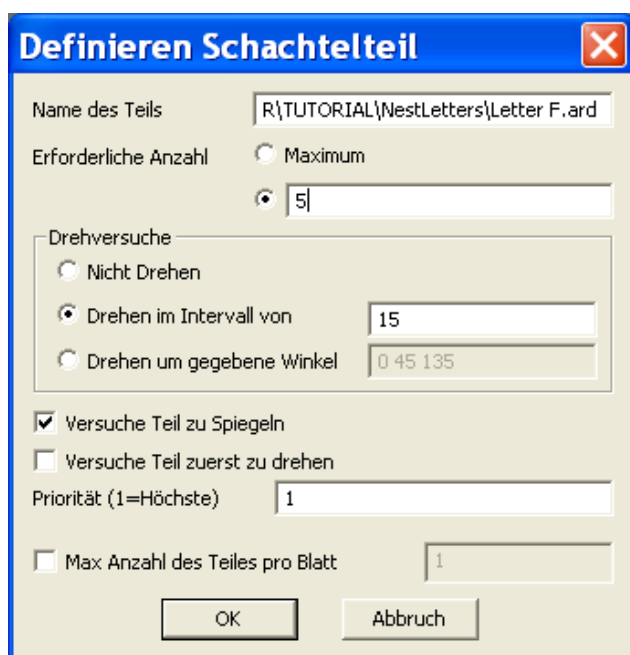 Definieren Schachtelteil
Name des Teils R\TUTORIAL\NestLetters\Letter F.ard
Erforderliche Anzahl Maximum
5
Drehversuche
Nicht Drehen
Drehen im Intervall von 15
Drehen um gegebene Winkel 0 45 135
Versuche Teil zu Spiegeln
Versuche Teil zuerst zu drehen
Priorität (1=Höchste) 1
Max Anzahl des Teiles pro Blatt 1
OK Abbruch